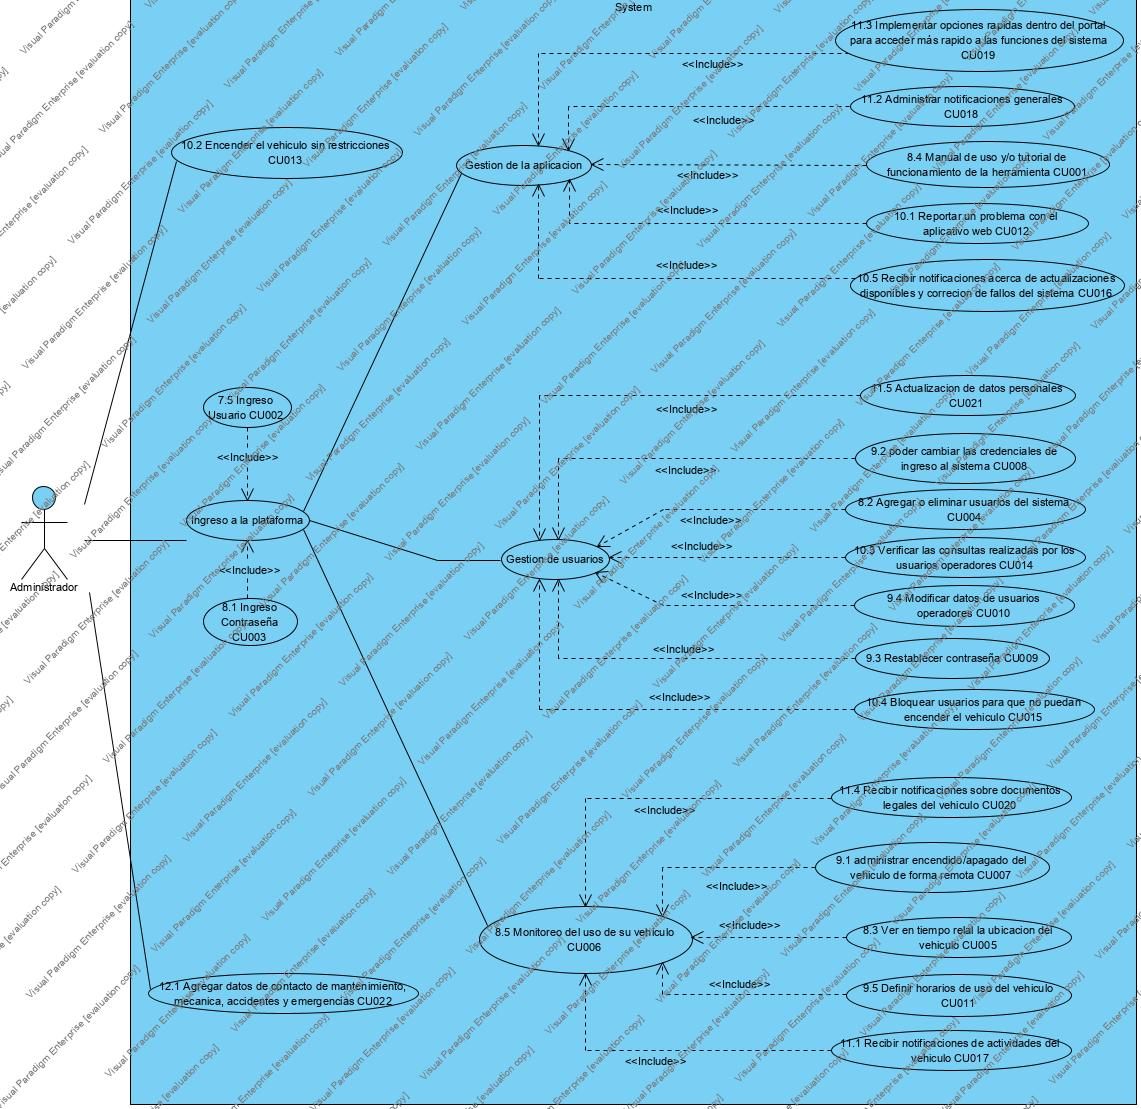 System
11.3 Implementar opciones rapidas dentro del portal
para acceder más rapido a las funciones del sistema
CU019
<<Include>>
11.2 Administrar notificaciones generales
CU018
<<Include>>
10.2 Encender el vehiculo sin restricciones
CU013
Gestion de la aplicacion
8.4 Manual de uso y/o tutorial de
funcionamiento de la herramienta CU001
<<Include>>
10.1 Reportar un problema con el
aplicativo web CU012
<<Include>>
10.5 Recibir notificaciones acerca de actualizaciones
disponibles y correcion de fallos del sistema CU016
<<Include>>
7.5 Ingreso
Usuario CU002
<<Include>>
11.5 Actualizacion de datos personales
CU021
<<Include>>
9.2 poder cambiar las credenciales de
ingreso al sistema CU008
<<Include>>
8.2 Agregar o eliminar usuarios del sistema
CU004
<<Include>>
Ingreso a la plataforma
Gestion de usuarios
10.3 Verificar las consultas realizadas por los
usuarios operadores CU014
<<Include>>
Administrador
<<Include>>
8.1 Ingreso
Contraseña
CU003
9.4 Modificar datos de usuarios
operadores CU010
<<Include>>
9.3 Restablecer contraseña CU009
<<Include>>
10.4 Bloquear usuarios para que no puedan
encender el vehiculo CU015
<<Include>>
11.4 Recibir notificaciones sobre documentos
legales del vehiculo CU020
<<Include>>
9.1 administrar encendido/apagado del
vehiculo de forma remota CU007
<<Include>>
8.5 Monitoreo del uso de su vehiculo
CU006
8.3 Ver en tiempo relal la ubicacion del
vehiculo CU005
<<Include>>
9.5 Definir horarios de uso del vehiculo
CU011
<<Include>>
12.1 Agregar datos de contacto de mantenimiento,
mecanica, accidentes y emergencias CU022
11.1 Recibir notificaciones de actividades del
vehiculo CU017
<<Include>>
Visual Paradigm Enterprise [evaluation copy]